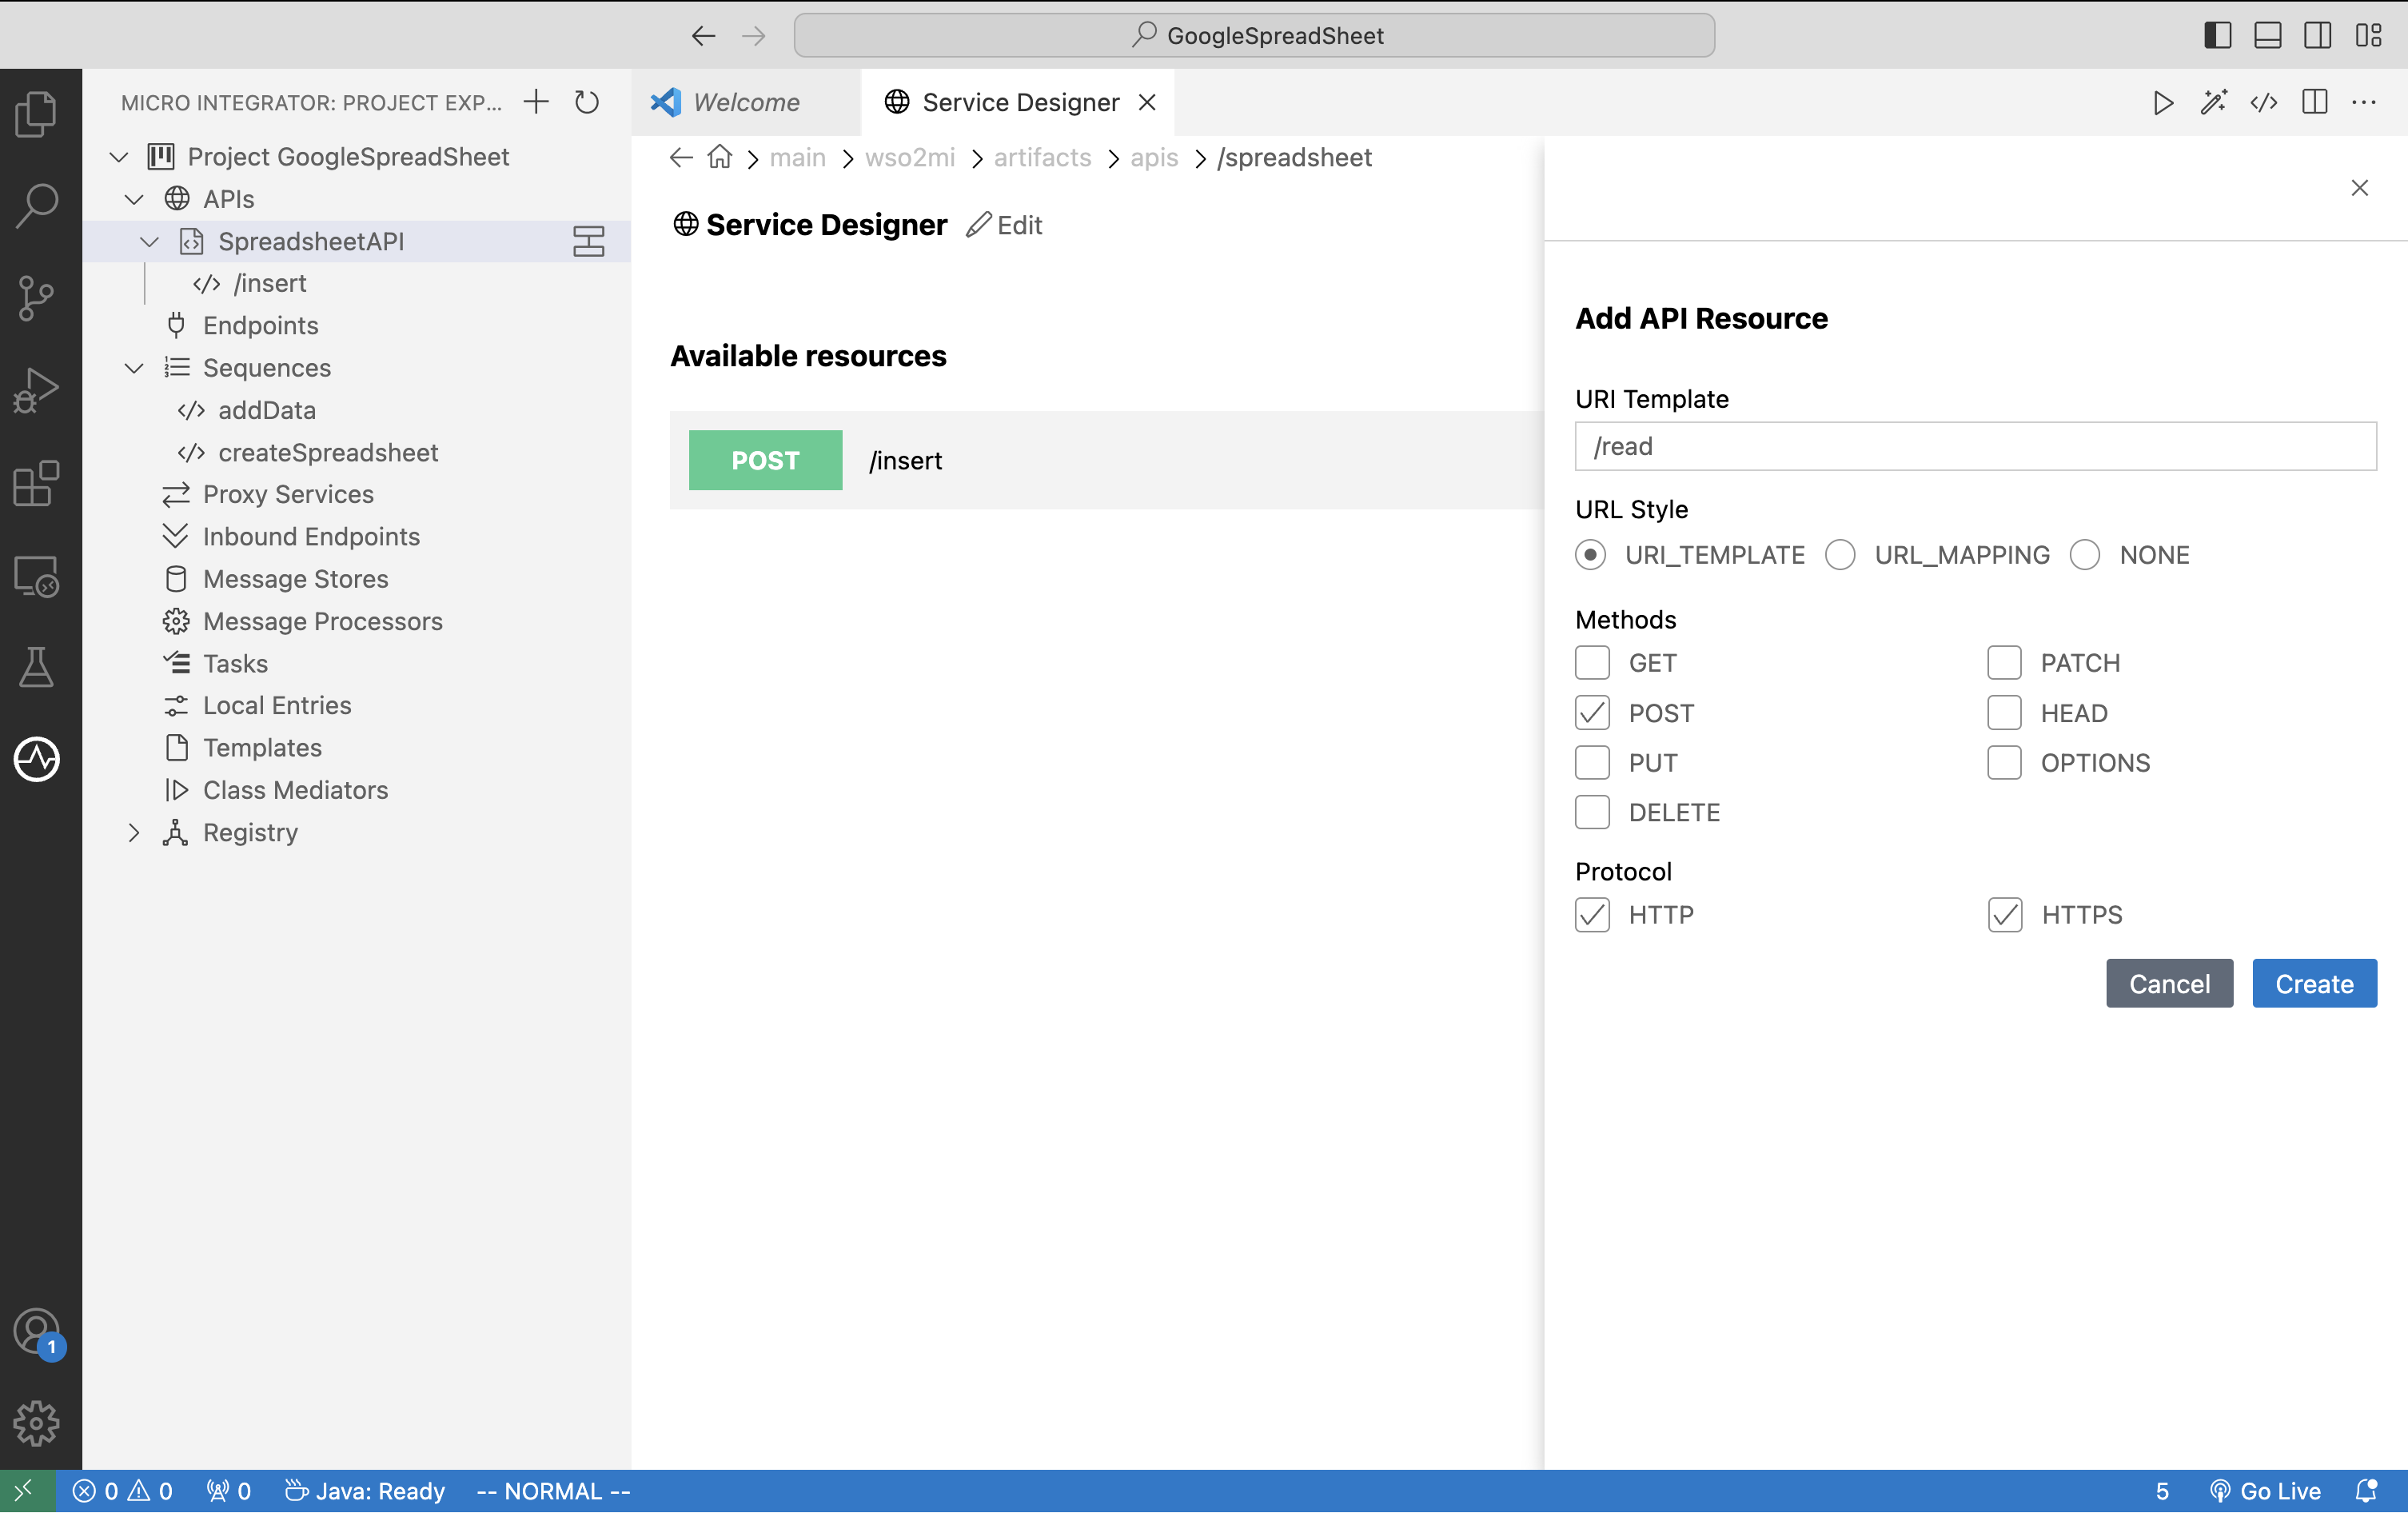 GoogleSpreadSheet
MICRO INTEGRATOR: PROJECT EXP...
Project GoogleSpreadSheet
APIs
SpreadsheetAPI
/insert
Endpoints
Sequences
addData
createSpreadsheet
Proxy Services
Inbound Endpoints
Message Stores
Message Processors
Tasks
Local Entries
Templates
Class Mediators
Registry
1
Welcome
Service Designer
main > wso2mi > artifacts > apis > /spreadsheet
Service Designer Edit
Available resources
POST /insert
Add API Resource
URI Template
/read
URL Style
URI_TEMPLATE URL_MAPPING NONE
Methods
GET PATCH
POST HEAD
PUT OPTIONS
DELETE
Protocol
HTTP HTTPS
Cancel Create
0 0 0 Java: Ready -- NORMAL -- 5 Go Live